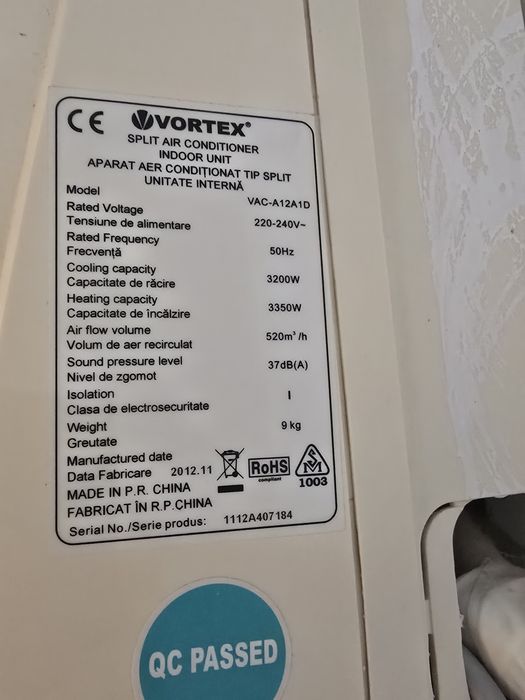 CE VORTEX®
SPLIT AIR CONDITIONER
INDOOR UNIT
APARAT AER CONDIȚIONAT TIP SPLIT
UNITATE INTERNĂ
Model VAC-A12A1D
Rated Voltage
Tensiune de alimentare 220-240V~
Rated Frequency
Frecvență 50Hz
Cooling capacity
Capacitate de răcire 3200W
Heating capacity
Capacitate de încălzire 3350W
Air flow volume
Volum de aer recirculat 520m³/h
Sound pressure level
Nivel de zgomot 37dB(A)
Isolation
Clasa de electrosecuritate I
Weight
Greutate 9 kg
Manufactured date
Data Fabricare 2012.11
RoHS
compliant
SM
1003
MADE IN P.R. CHINA
FABRICAT ÎN R.P.CHINA
Serial No./Serie produs: 1112A407184
QC PASSED